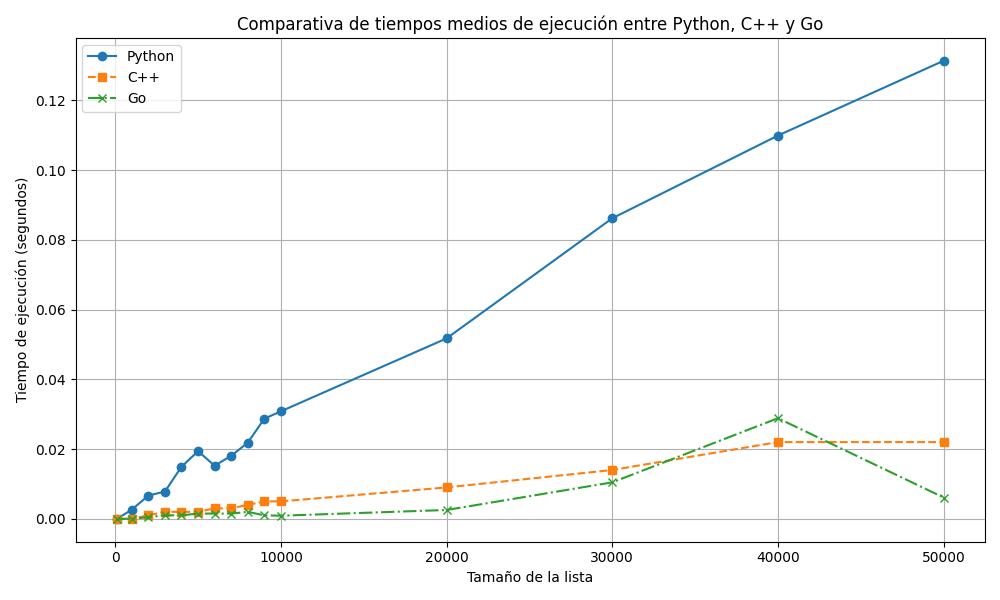 Comparativa de tiempos medios de ejecución entre Python, C++ y Go
Python
C++
Go
Tiempo de ejecución (segundos)
0.12
0.10
0.08
0.06
0.04
0.02
0.00
0
10000
20000
30000
40000
50000
Tamaño de la lista